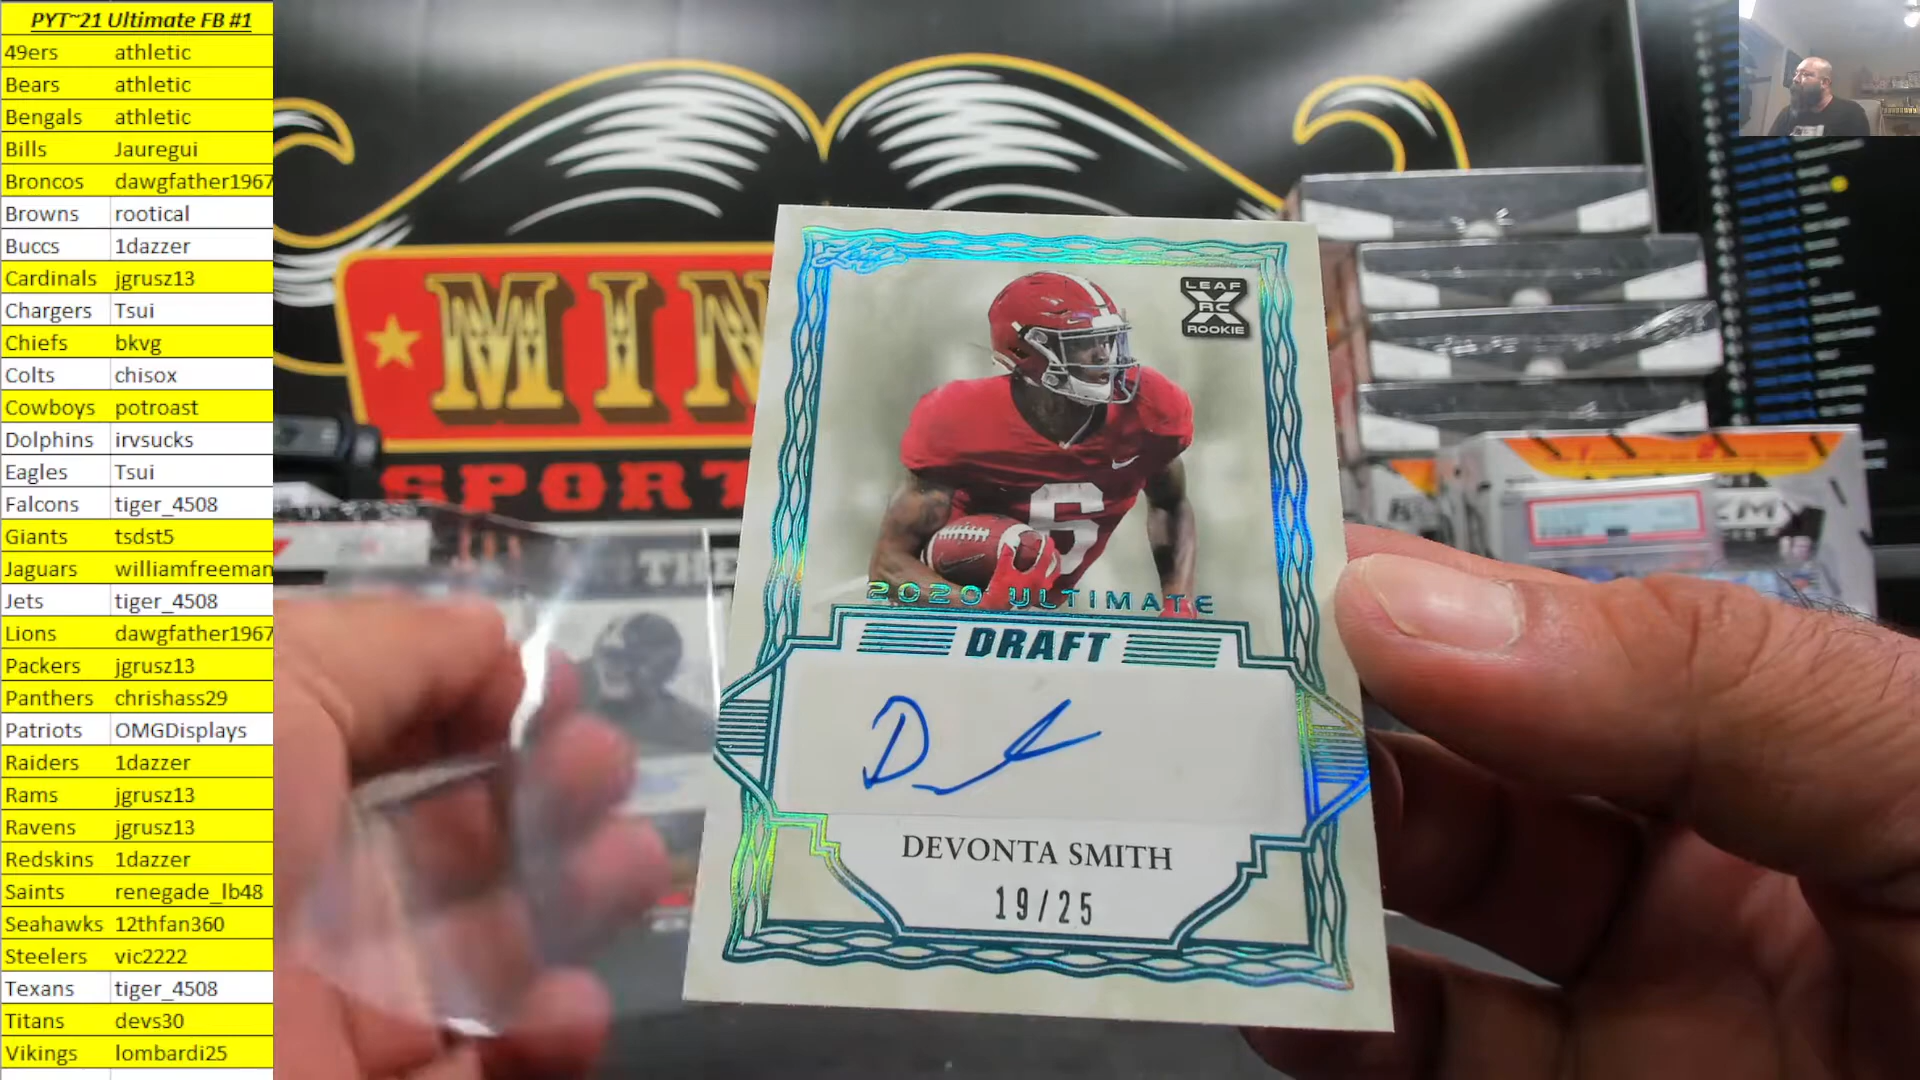 PYT~21 Ultimate FB #1
49ers athletic
Bears athletic
Bengals athletic
Bills Jauregui
Broncos dawgfather1967
Browns rootical
Buccs 1dazzer
Cardinals jgrusz13
Chargers Tsui
Chiefs bkvg
Colts chisox
Cowboys potroast
Dolphins irvsucks
Eagles Tsui
Falcons tiger_4508
Giants tsdst5
Jaguars williamfreeman
Jets tiger_4508
Lions dawgfather1967
Packers jgrusz13
Panthers chrishass29
Patriots OMGDisplays
Raiders 1dazzer
Rams jgrusz13
Ravens jgrusz13
Redskins 1dazzer
Saints renegade_lb48
Seahawks 12thfan360
Steelers vic2222
Texans tiger_4508
Titans devs30
Vikings lombardi25
MIN
SPORT
THE
Leaf
LEAF
X
RC
ROOKIE
6
2020 ULTIMATE
DRAFT
DEVONTA SMITH
19/25